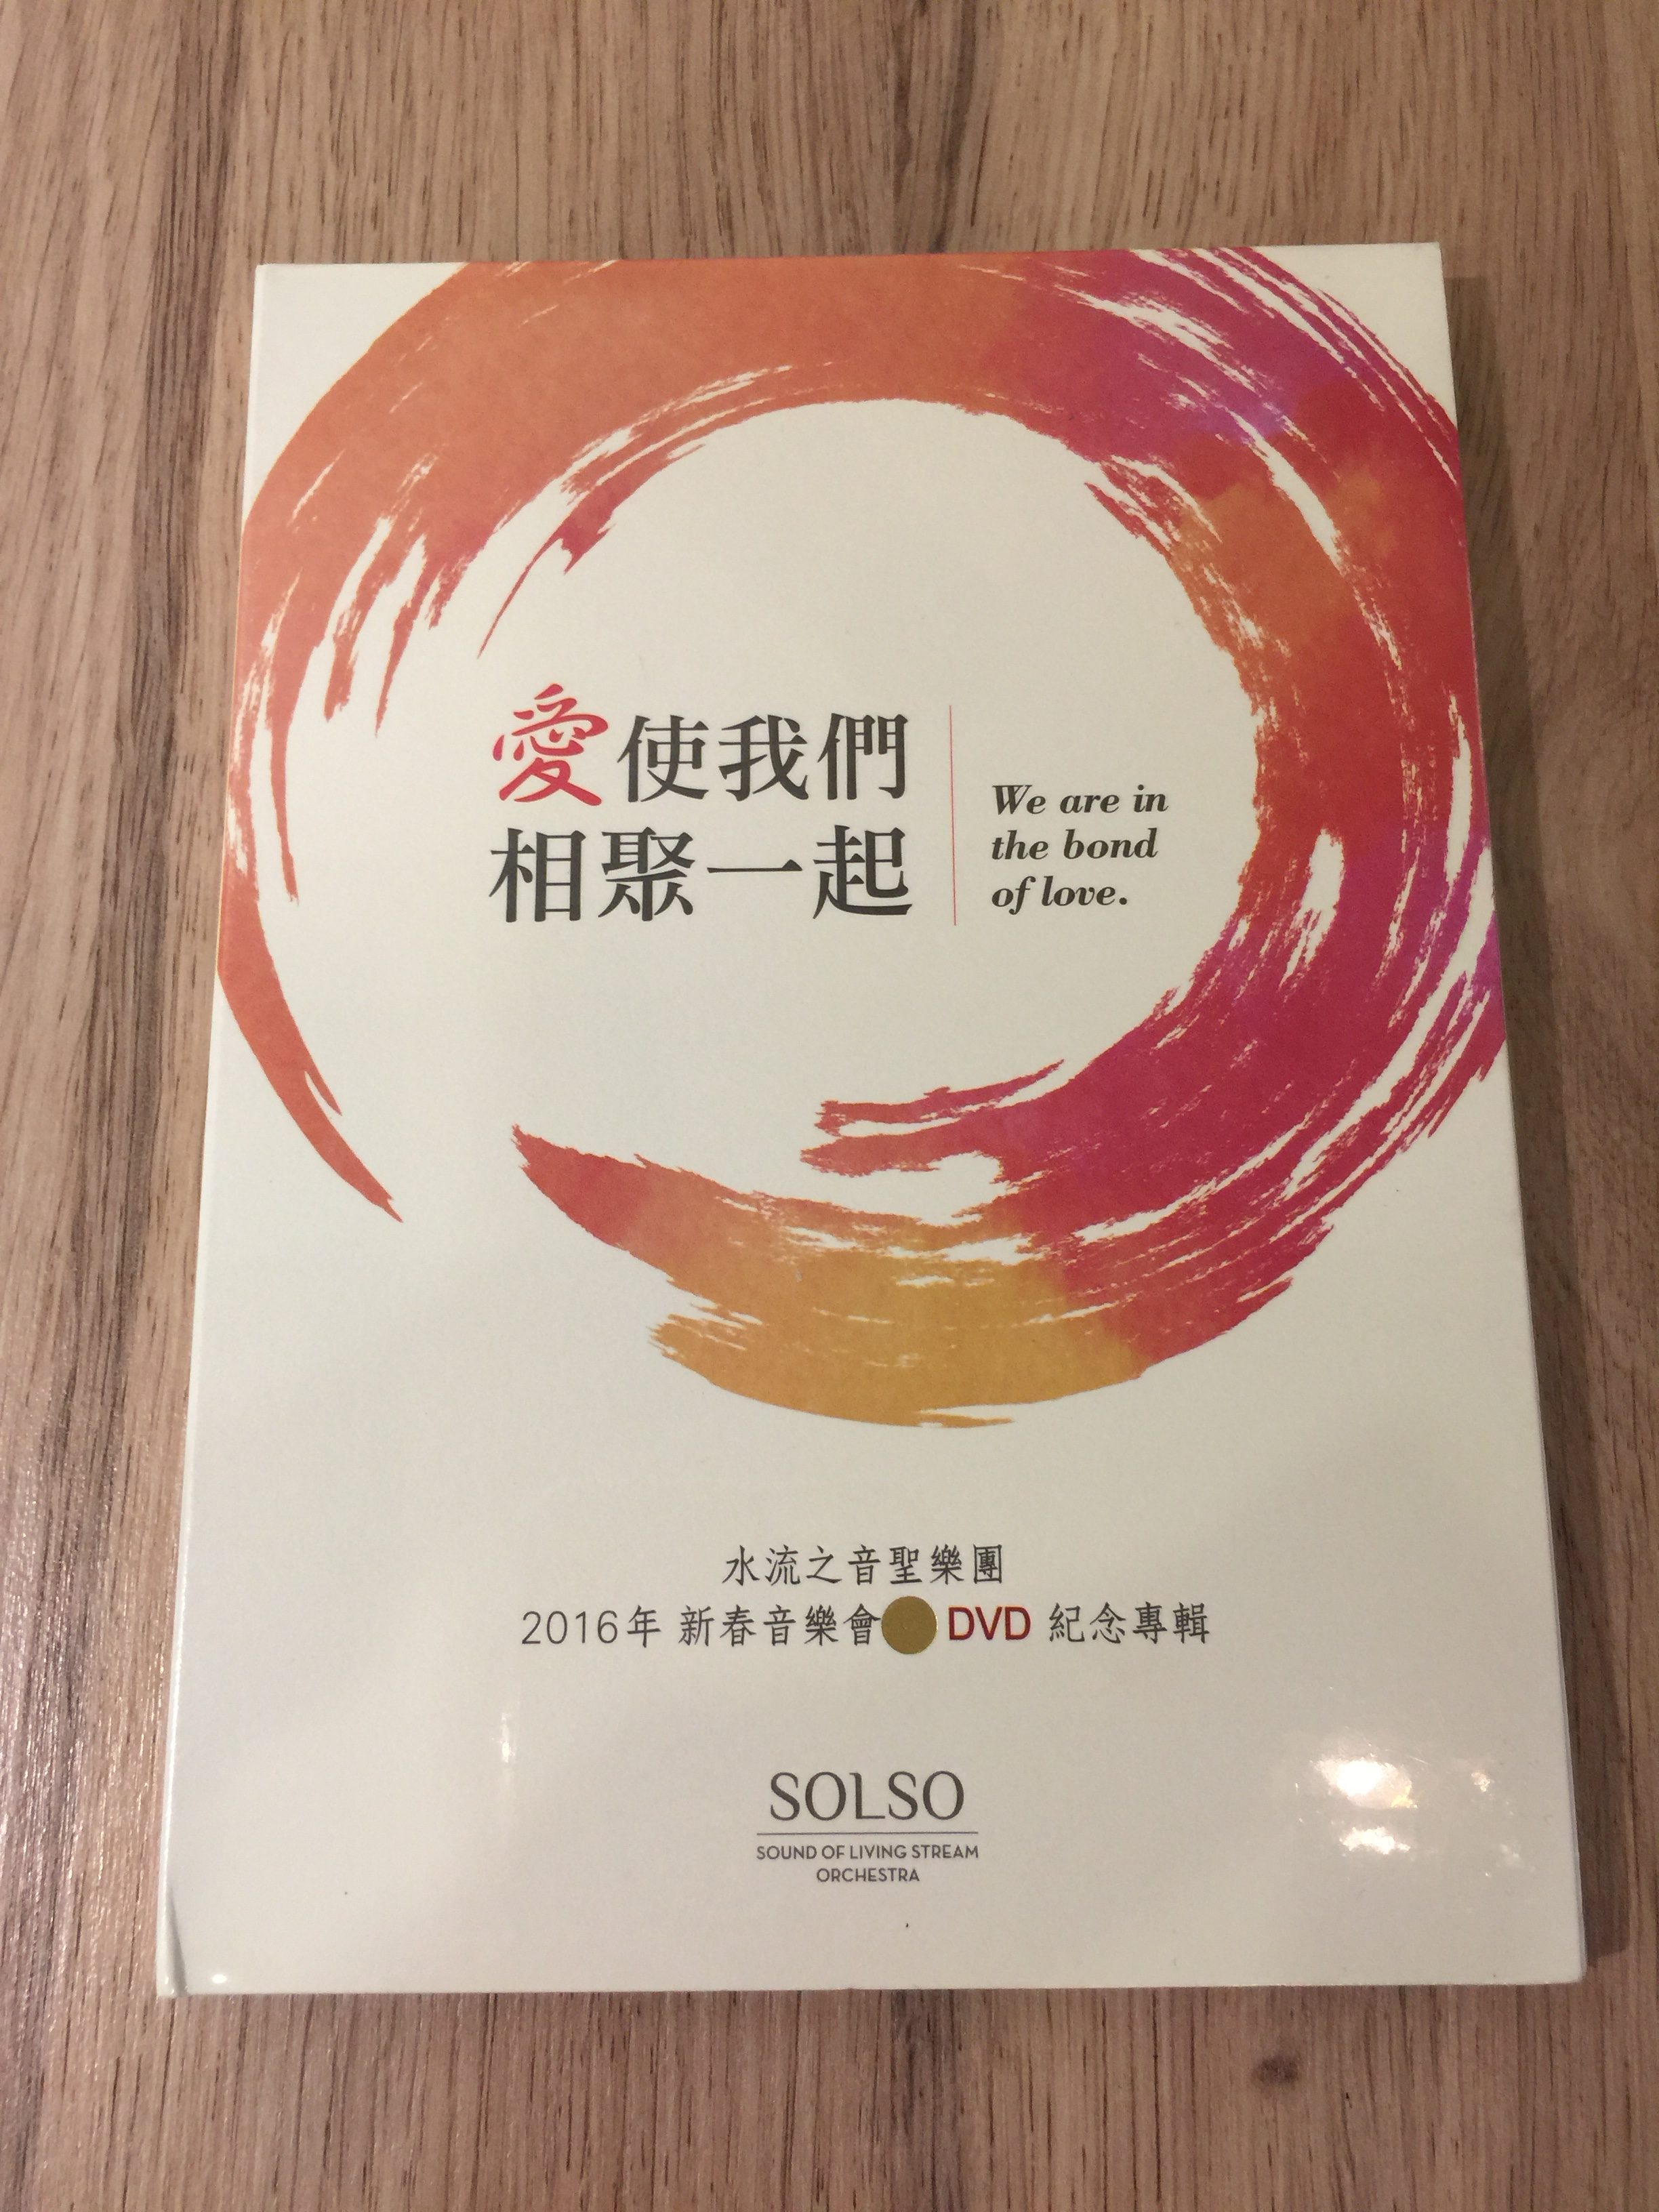 愛使我們
相聚一起
We are in
the bond
of love.
水流之音聖樂團
2016年 新春音樂會 DVD 紀念專輯
SOLSO
SOUND OF LIVING STREAM
ORCHESTRA